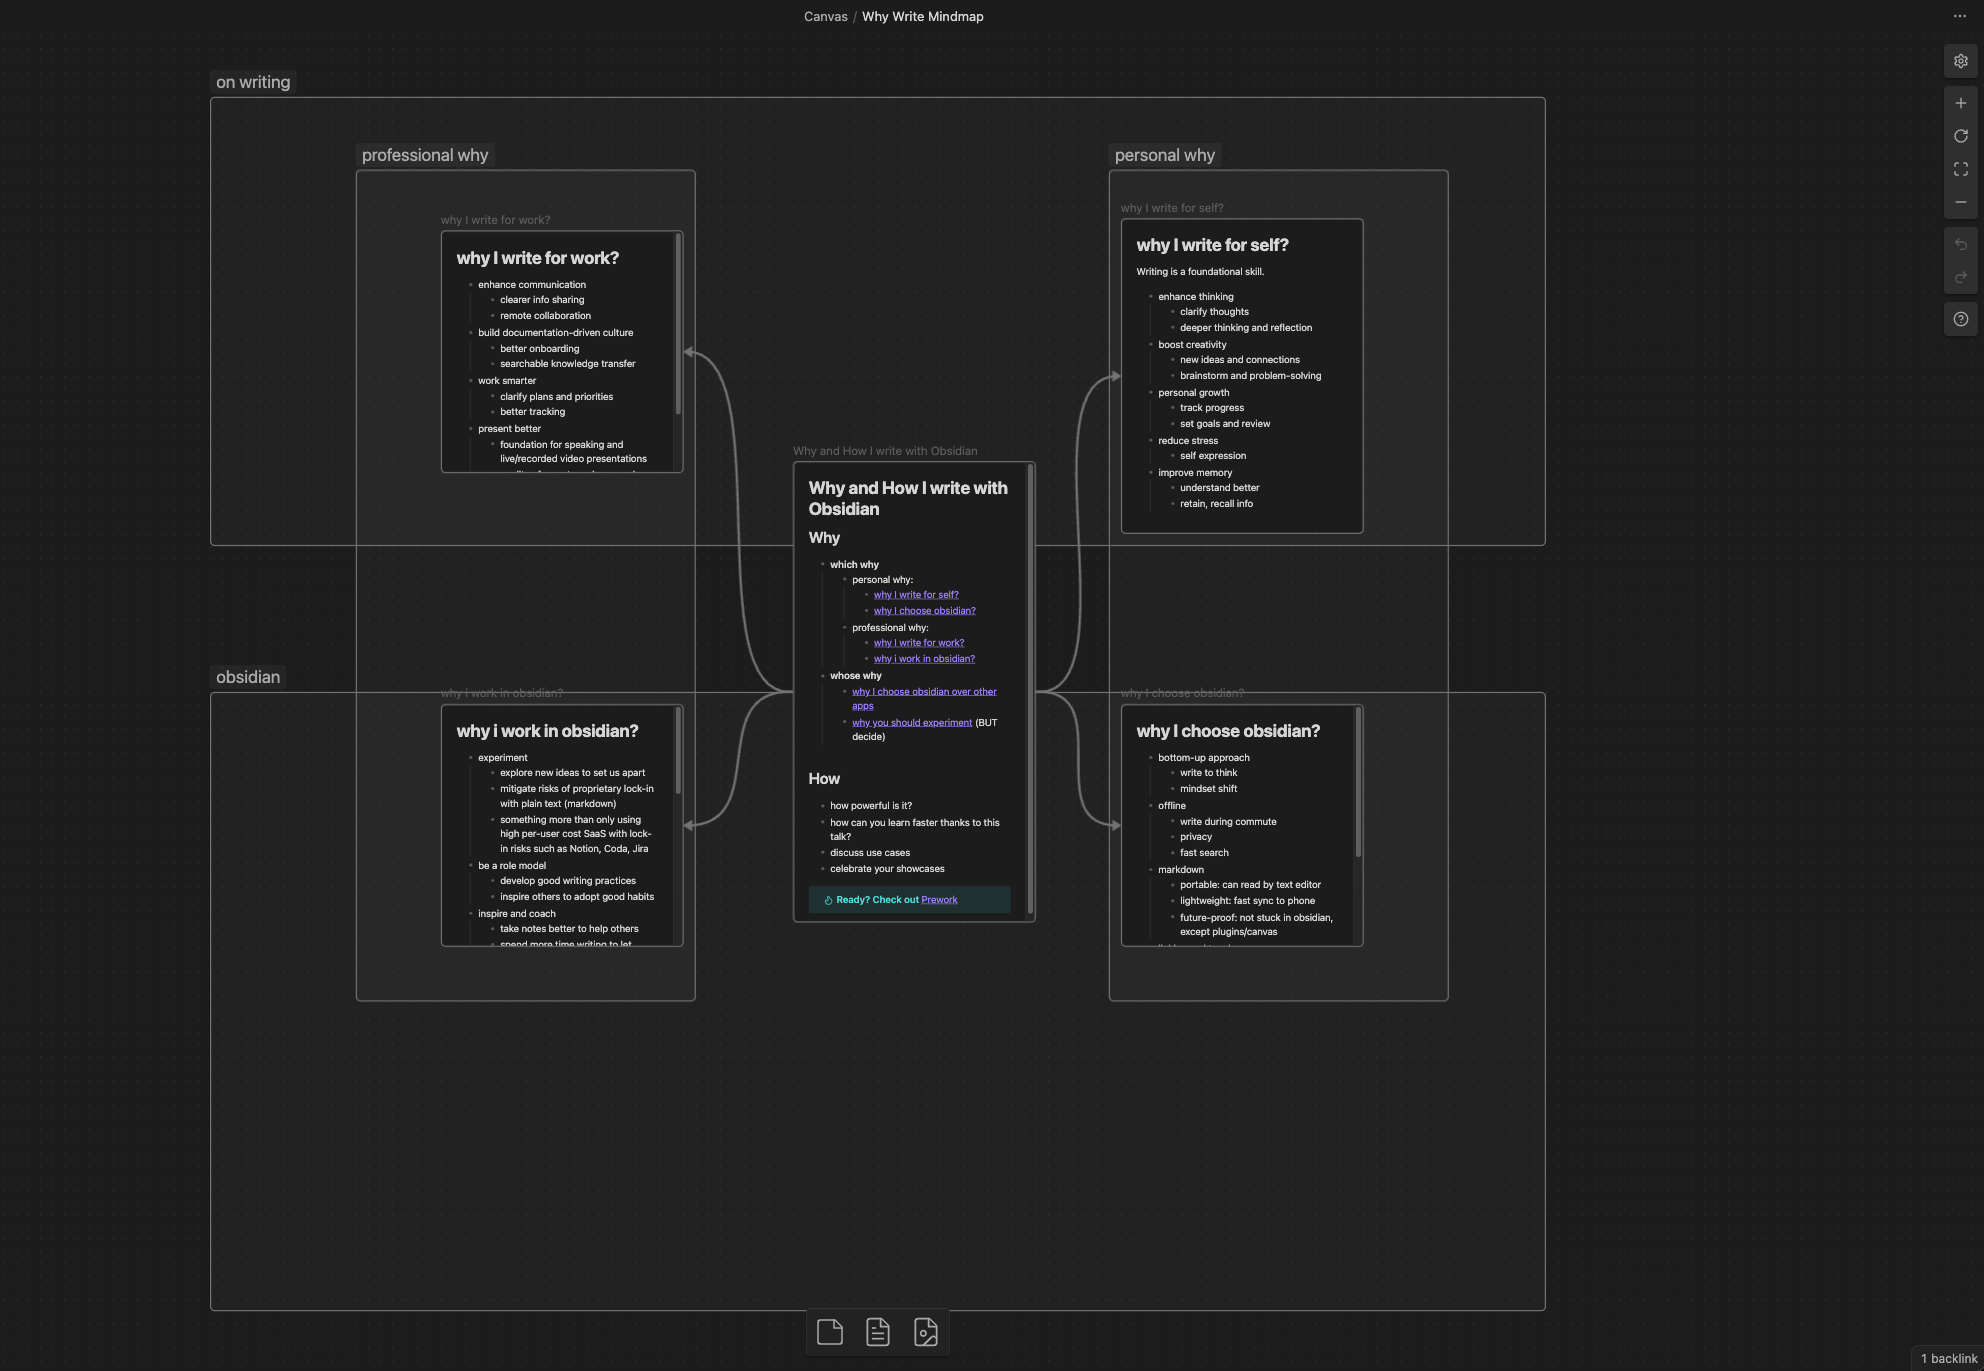 Canvas / Why Write Mindmap
on writing
professional why
why I write for work?
why I write for work?
enhance communication
clearer info sharing
remote collaboration
build documentation-driven culture
better onboarding
searchable knowledge transfer
work smarter
clarify plans and priorities
better tracking
present better
foundation for speaking and
live/recorded video presentations
personal why
why I write for self?
why I write for self?
Writing is a foundational skill.
enhance thinking
clarify thoughts
deeper thinking and reflection
boost creativity
new ideas and connections
brainstorm and problem-solving
personal growth
track progress
set goals and review
reduce stress
self expression
improve memory
understand better
retain, recall info
Why and How I write with Obsidian
Why and How I write with
Obsidian
Why
which why
personal why:
why I write for self?
why I choose obsidian?
professional why:
why I write for work?
why i work in obsidian?
whose why
why I choose obsidian over other
apps
why you should experiment (BUT
decide)
How
how powerful is it?
how can you learn faster thanks to this
talk?
discuss use cases
celebrate your showcases
Ready? Check out Prework
obsidian
why i work in obsidian?
why i work in obsidian?
experiment
explore new ideas to set us apart
mitigate risks of proprietary lock-in
with plain text (markdown)
something more than only using
high per-user cost SaaS with lock-
in risks such as Notion, Coda, Jira
be a role model
develop good writing practices
inspire others to adopt good habits
inspire and coach
take notes better to help others
spend more time writing to let
why I choose obsidian?
why I choose obsidian?
bottom-up approach
write to think
mindset shift
offline
write during commute
privacy
fast search
markdown
portable: can read by text editor
lightweight: fast sync to phone
future-proof: not stuck in obsidian,
except plugins/canvas
1 backlink